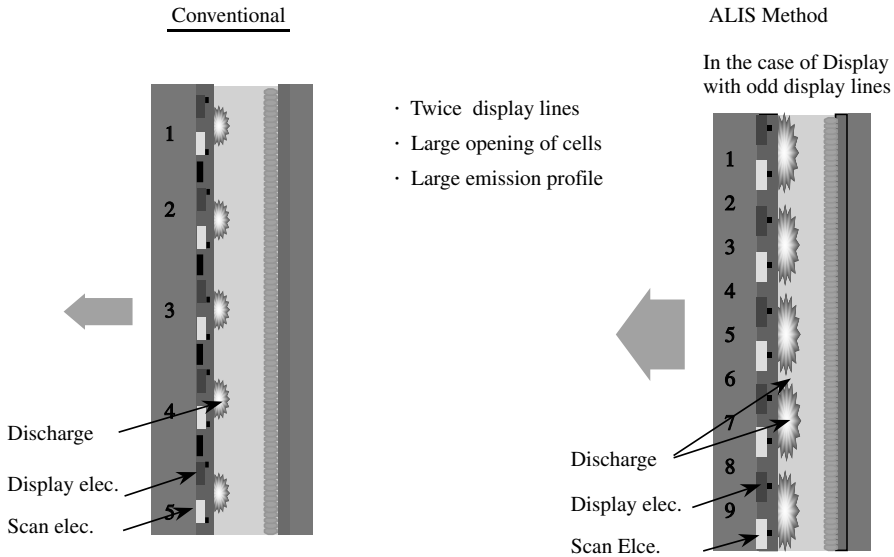 Conventional
1
2
3
4
5
Discharge
Display elec.
Scan elec.
· Twice display lines
· Large opening of cells
· Large emission profile
ALIS Method
In the case of Display
with odd display lines
1
2
3
4
5
6
7
8
9
Discharge
Display elec.
Scan Elce.